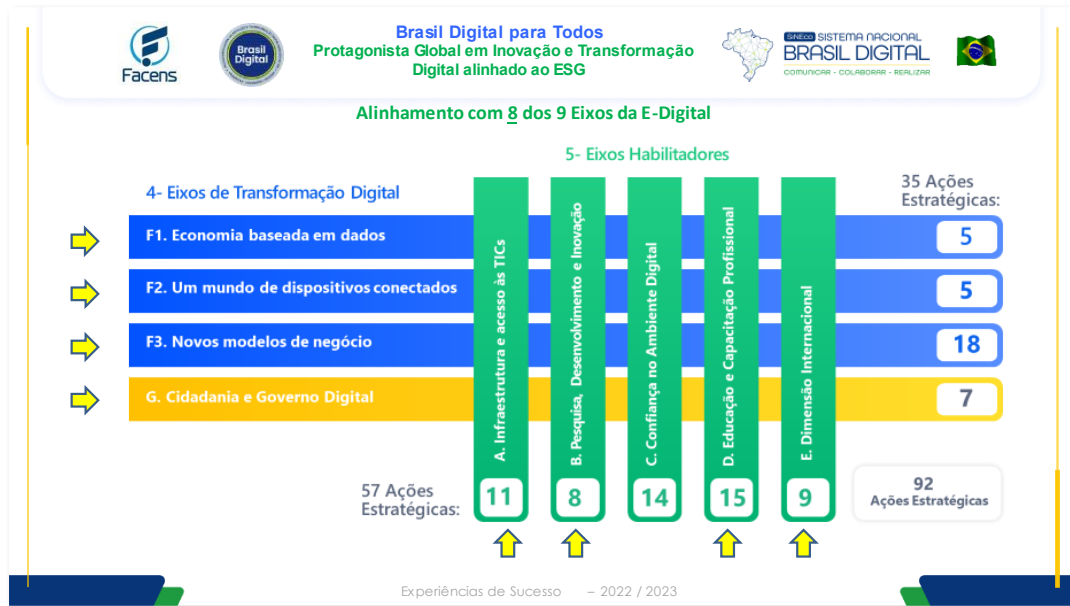 Facens
Brasil
Digital
Brasil Digital para Todos
Protagonista Global em Inovação e Transformação
Digital alinhado ao ESG
SiNEco SISTEMA NACIONAL
BRASIL DIGITAL
COMUNICAR - COLABORAR - REALIZAR
Alinhamento com 8 dos 9 Eixos da E-Digital
5- Eixos Habilitadores
4- Eixos de Transformação Digital
35 Ações
Estratégicas:
F1. Economia baseada em dados
5
F2. Um mundo de dispositivos conectados
5
F3. Novos modelos de negócio
18
G. Cidadania e Governo Digital
7
A. Infraestrutura e acesso às TICs
B. Pesquisa, Desenvolvimento e Inovação
C. Confiança no Ambiente Digital
D. Educação e Capacitação Profissional
E. Dimensão Internacional
57 Ações
Estratégicas:
11
8
14
15
9
92
Ações Estratégicas
Experiências de Sucesso – 2022 / 2023